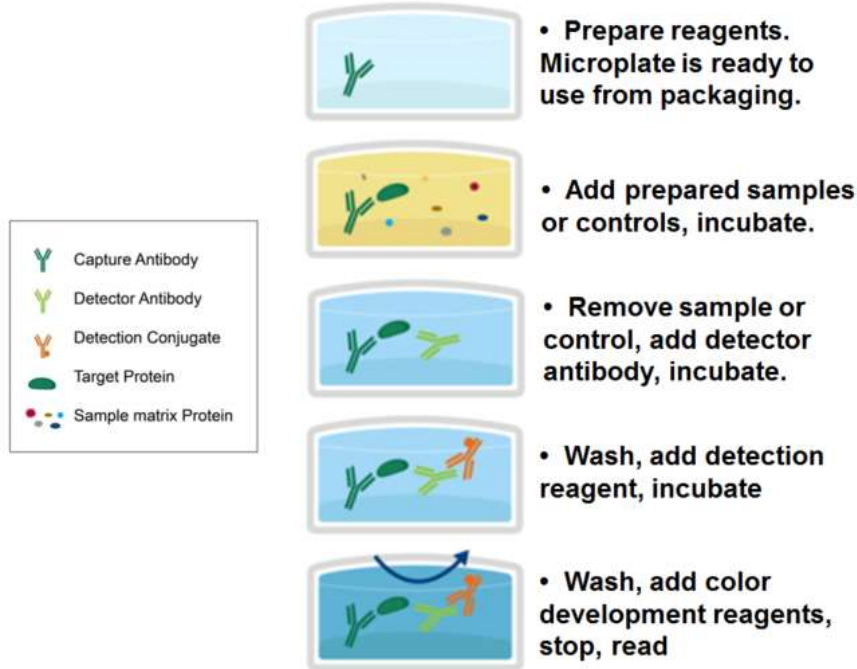 • Prepare reagents.
Microplate is ready to
use from packaging.
• Add prepared samples
or controls, incubate.
Capture Antibody
Detector Antibody
Detection Conjugate
Target Protein
Sample matrix Protein
• Remove sample or
control, add detector
antibody, incubate.
• Wash, add detection
reagent, incubate
• Wash, add color
development reagents,
stop, read